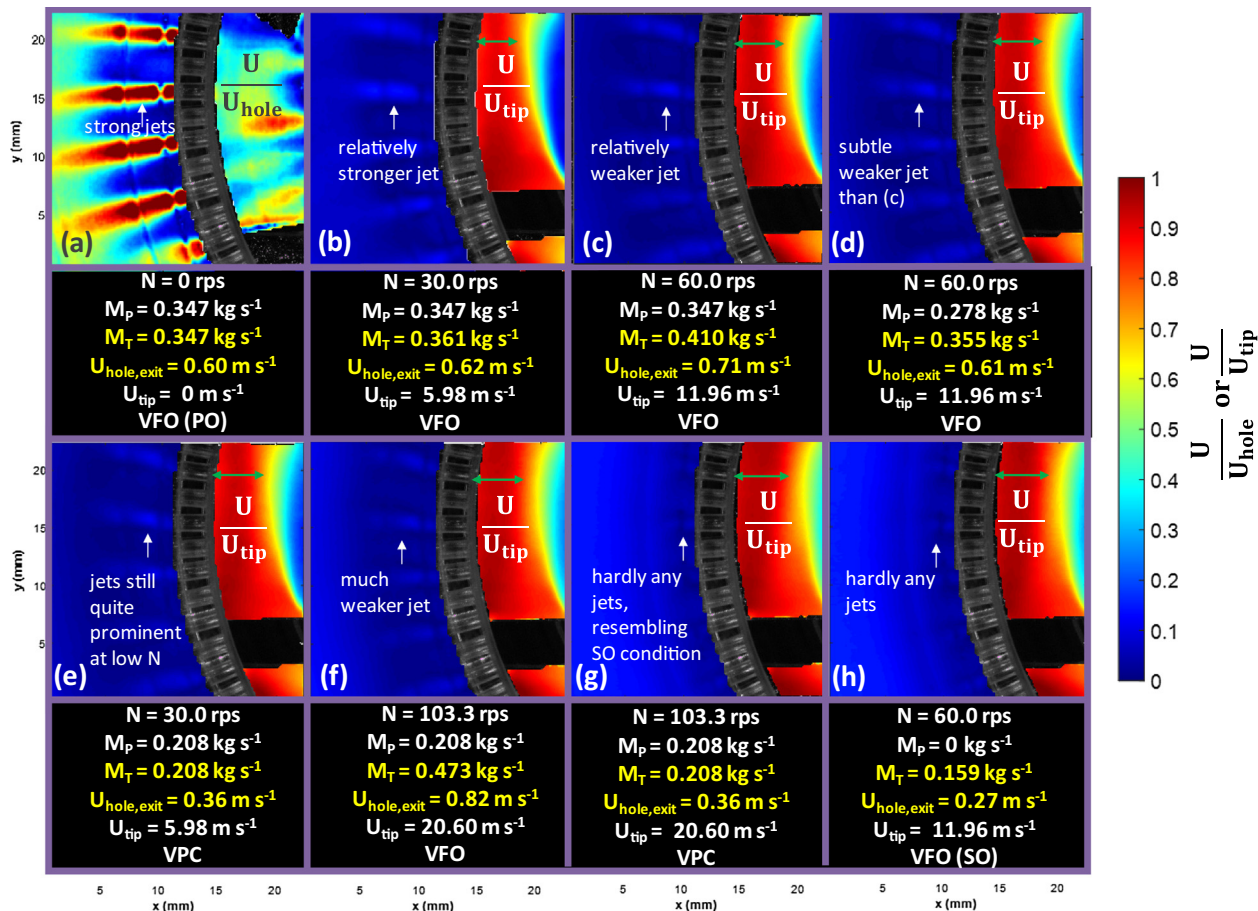 20
15
10
5
y (mm)
U
U_hole
strong jets
(a)
U
U_tip
relatively
stronger jet
(b)
U
U_tip
relatively
weaker jet
(c)
U
U_tip
subtle
weaker jet
than (c)
(d)
N = 0 rps
M_P = 0.347 kg s⁻¹
M_T = 0.347 kg s⁻¹
U_hole,exit = 0.60 m s⁻¹
U_tip = 0 m s⁻¹
VFO (PO)
N = 30.0 rps
M_P = 0.347 kg s⁻¹
M_T = 0.361 kg s⁻¹
U_hole,exit = 0.62 m s⁻¹
U_tip = 5.98 m s⁻¹
VFO
N = 60.0 rps
M_P = 0.347 kg s⁻¹
M_T = 0.410 kg s⁻¹
U_hole,exit = 0.71 m s⁻¹
U_tip = 11.96 m s⁻¹
VFO
N = 60.0 rps
M_P = 0.278 kg s⁻¹
M_T = 0.355 kg s⁻¹
U_hole,exit = 0.61 m s⁻¹
U_tip = 11.96 m s⁻¹
VFO
20
15
10
5
y (mm)
U
U_tip
jets still
quite
prominent
at low N
(e)
U
U_tip
much
weaker jet
(f)
U
U_tip
hardly any
jets,
resembling
SO condition
(g)
U
U_tip
hardly any
jets
(h)
N = 30.0 rps
M_P = 0.208 kg s⁻¹
M_T = 0.208 kg s⁻¹
U_hole,exit = 0.36 m s⁻¹
U_tip = 5.98 m s⁻¹
VPC
N = 103.3 rps
M_P = 0.208 kg s⁻¹
M_T = 0.473 kg s⁻¹
U_hole,exit = 0.82 m s⁻¹
U_tip = 20.60 m s⁻¹
VFO
N = 103.3 rps
M_P = 0.208 kg s⁻¹
M_T = 0.208 kg s⁻¹
U_hole,exit = 0.36 m s⁻¹
U_tip = 20.60 m s⁻¹
VPC
N = 60.0 rps
M_P = 0 kg s⁻¹
M_T = 0.159 kg s⁻¹
U_hole,exit = 0.27 m s⁻¹
U_tip = 11.96 m s⁻¹
VFO (SO)
5 10 15 20
x (mm)
5 10 15 20
x (mm)
5 10 15 20
x (mm)
5 10 15 20
x (mm)
1
0.9
0.8
0.7
0.6
0.5
0.4
0.3
0.2
0.1
0
U
U_hole
or
U
U_tip